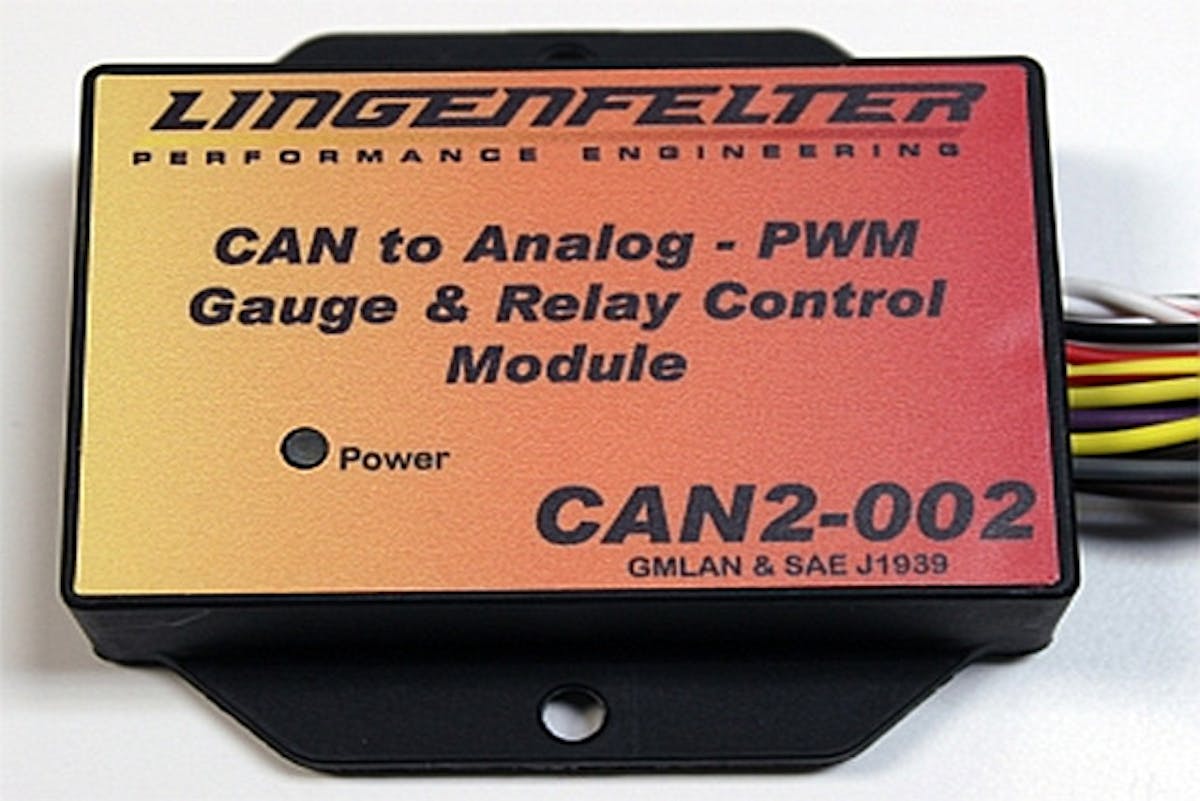 LINGENFELTER
PERFORMANCE ENGINEERING
CAN to Analog - PWM
Gauge & Relay Control
Module
Power
CAN2-002
GMLAN & SAE J1939